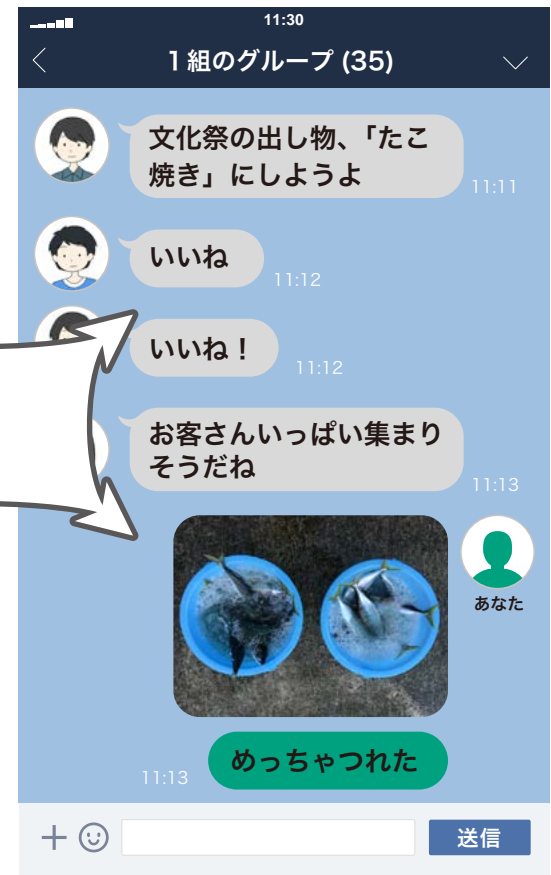 11:30
1組のグループ (35)
文化祭の出し物、「たこ
焼き」にしようよ
11:11
いいね
11:12
いいね！
11:12
お客さんいっぱい集まり
そうだね
11:13
あなた
めっちゃつれた
11:13
送信